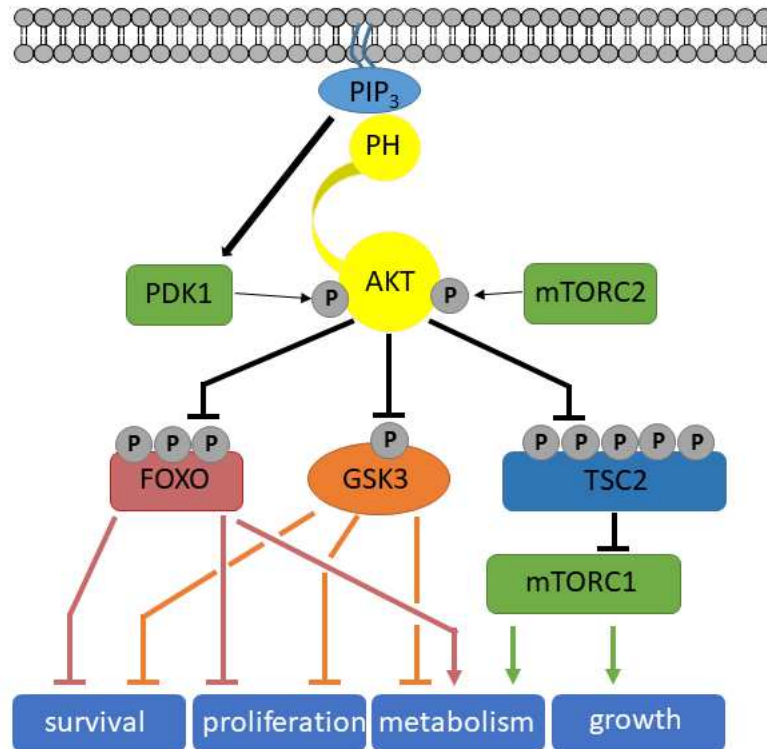 PIP3
PH
PDK1
P
AKT
P
mTORC2
P P P
P
P P P P P
FOXO
GSK3
TSC2
mTORC1
survival
proliferation
metabolism
growth